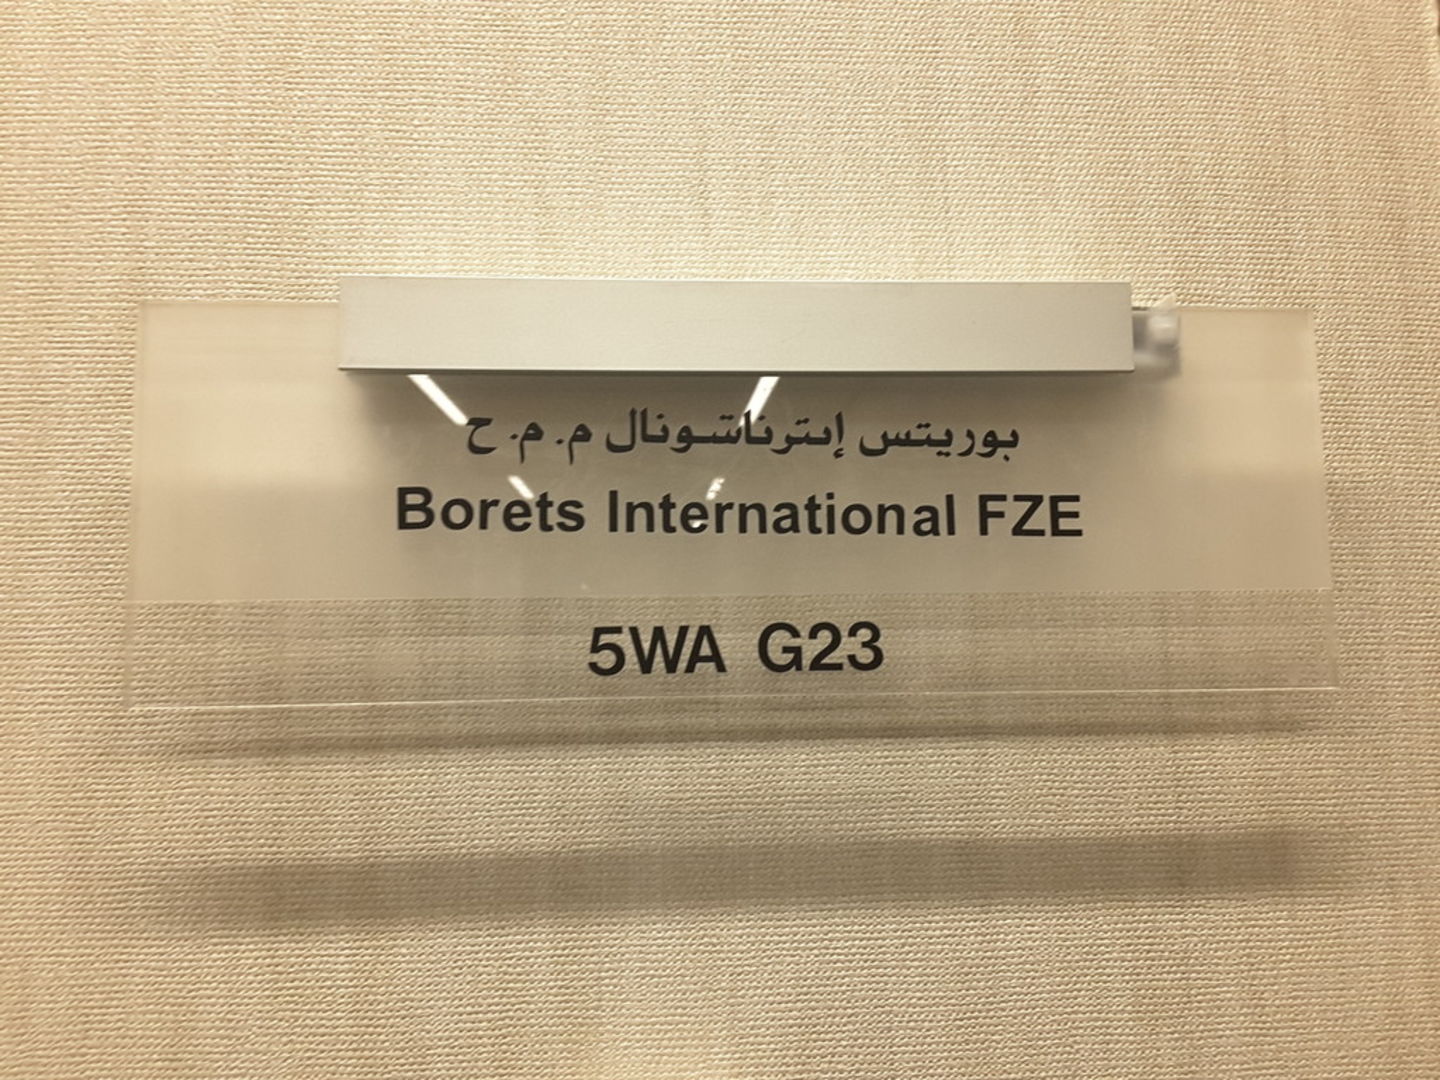 بوريتس إنترناشونال م. م. ح
Borets International FZE
5WA G23